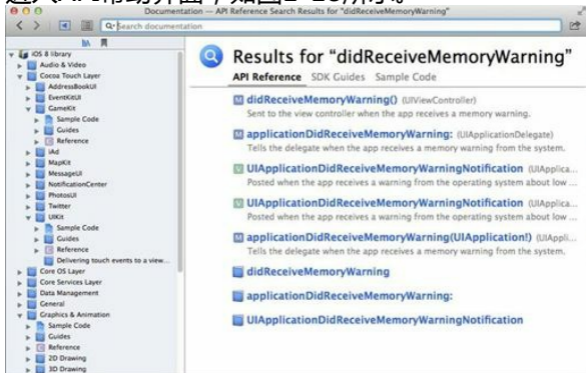 Documentation — API Reference Search Results for "didReceiveMemoryWarning"
Search documentation
iOS 8 library
Audio & Video
Cocoa Touch Layer
AddressBookUI
EventKitUI
GameKit
Sample Code
Guides
Reference
iAd
MapKit
MessageUI
NotificationCenter
PhotosUI
Twitter
UIKit
Sample Code
Guides
Reference
Delivering touch events to a view...
Core OS Layer
Core Services Layer
Data Management
General
Graphics & Animation
Sample Code
Guides
Reference
2D Drawing
3D Drawing
Results for "didReceiveMemoryWarning"
API Reference SDK Guides Sample Code
M didReceiveMemoryWarning() (UIViewController)
Sent to the view controller when the app receives a memory warning.
M applicationDidReceiveMemoryWarning: (UIApplicationDelegate)
Tells the delegate when the app receives a memory warning from the system.
UIApplicationDidReceiveMemoryWarningNotification (UIApplica...
Posted when the app receives a warning from the operating system about low ...
UIApplicationDidReceiveMemoryWarningNotification (UIApplica...
Posted when the app receives a warning from the operating system about low ...
M applicationDidReceiveMemoryWarning(UIApplication!) (UIAppli...
Tells the delegate when the app receives a memory warning from the system.
didReceiveMemoryWarning
applicationDidReceiveMemoryWarning:
UIApplicationDidReceiveMemoryWarningNotification